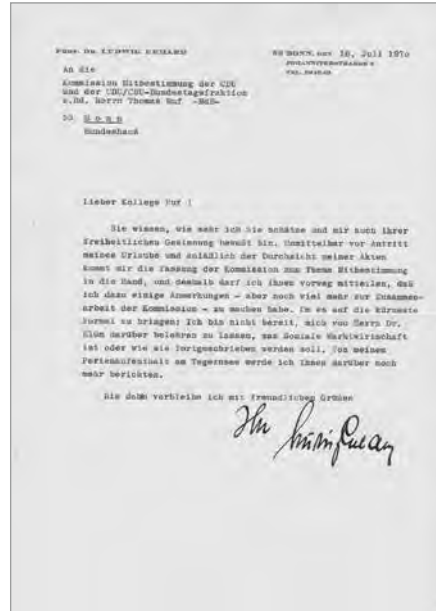 PROF. DR. LUDWIG ERHARD
53 BONN, den 16. Juli 1970
JOHANNITERSTRASSE 8
An die
Kommission Mitbestimmung der CDU
und der CDU/CSU-Bundestagsfraktion
z.Hd. Herrn Thomas Ruf -MdB-
53 Bonn
Bundeshaus
Lieber Kollege Ruf !
Sie wissen, wie sehr ich Sie schätze und mir auch Ihrer
freiheitlichen Gesinnung bewußt bin. Unmittelbar vor Antritt
meines Urlaubs und anläßlich der Durchsicht meiner Akten
kommt mir die Fassung der Kommission zum Thema Mitbestimmung
in die Hand, und deshalb darf ich Ihnen vorweg mitteilen, daß
ich dazu einige Anmerkungen - aber noch viel mehr zur Zusammen-
arbeit der Kommission - zu machen habe. Um es auf die kürzeste
Formel zu bringen: Ich bin nicht bereit, mich von Herrn Dr.
Blüm darüber belehren zu lassen, was Soziale Marktwirtschaft
ist oder wie sie fortgeschrieben werden soll. Von meinem
Ferienaufenthalt am Tegernsee werde ich Ihnen darüber noch
mehr berichten.
Bis dahin verbleibe ich mit freundlichen Grüßen
Ihr Ludwig Erhard